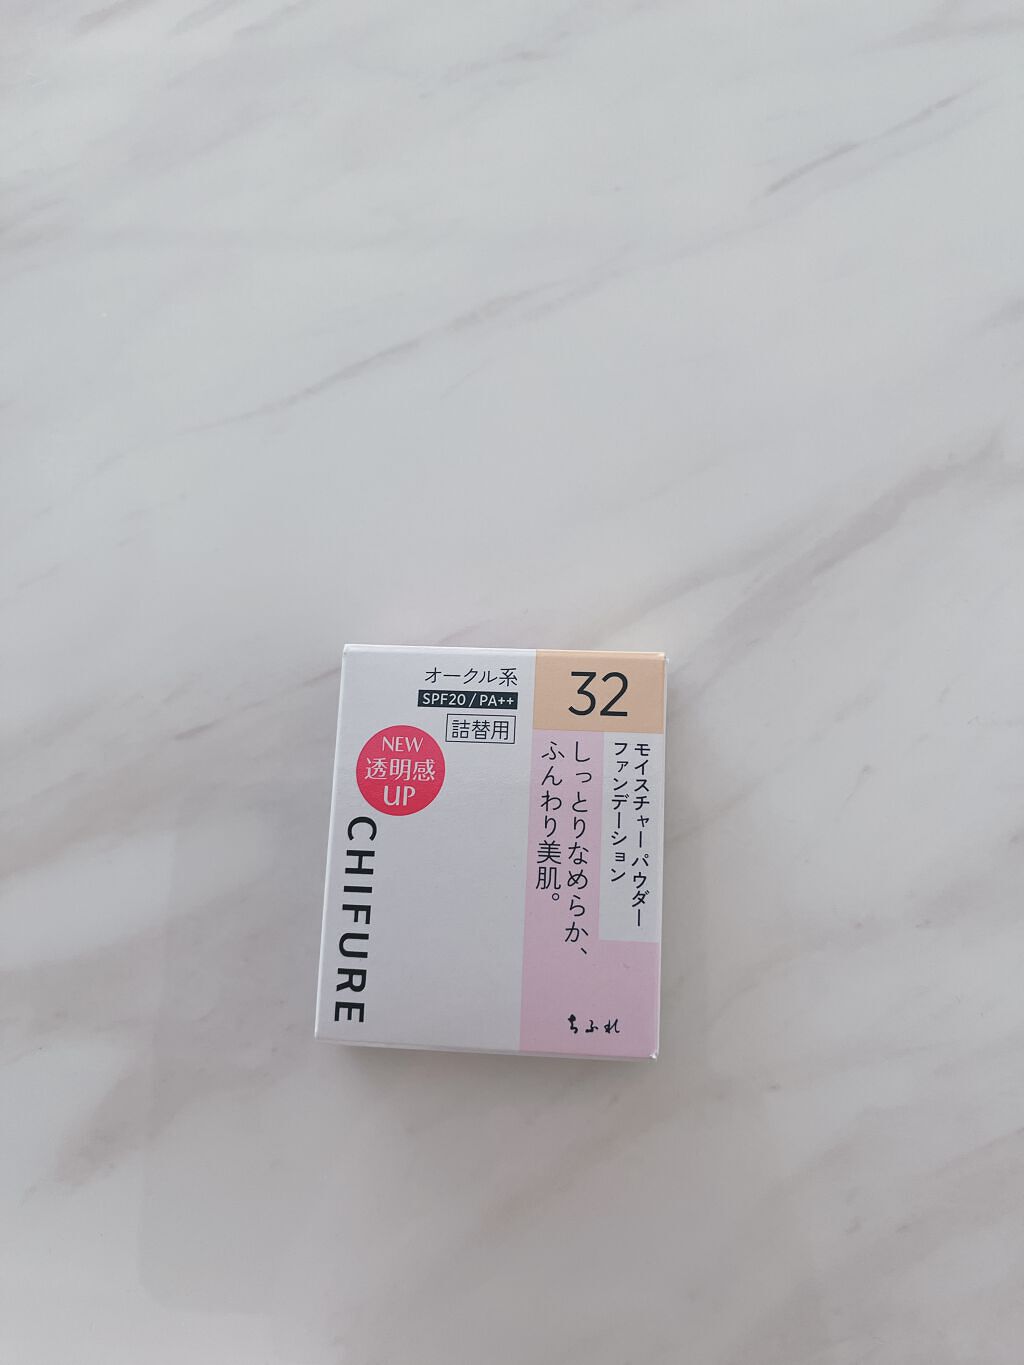 オークル系
SPF20 / PA++
詰替用
32
NEW
透明感
UP
CHIFURE
モイスチャー パウダー
ファンデーション
しっとりなめらか、
ふんわり美肌。
ちふれ